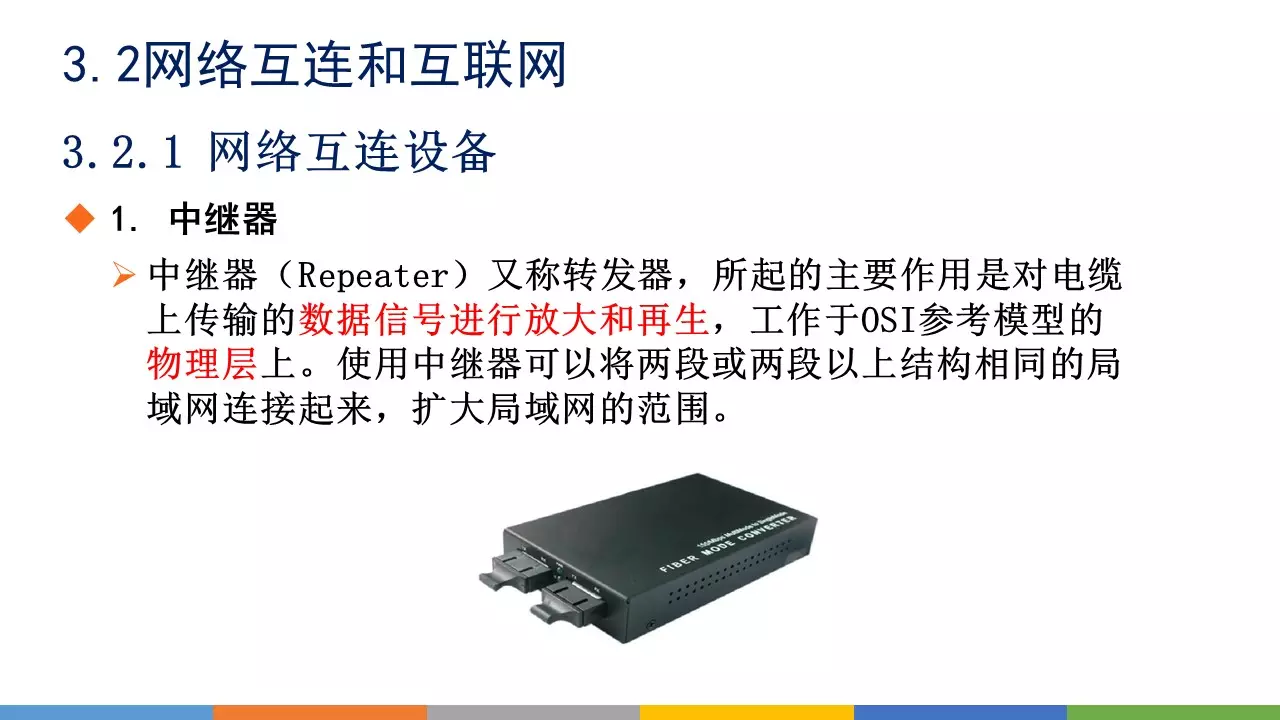 3.2网络互连和互联网
3.2.1 网络互连设备
1. 中继器
中继器（Repeater）又称转发器，所起的主要作用是对电缆
上传输的数据信号进行放大和再生，工作于OSI参考模型的
物理层上。使用中继器可以将两段或两段以上结构相同的局
域网连接起来，扩大局域网的范围。
100Mbps MultiMode to SingleMode
FIBER MODE CONVERTER